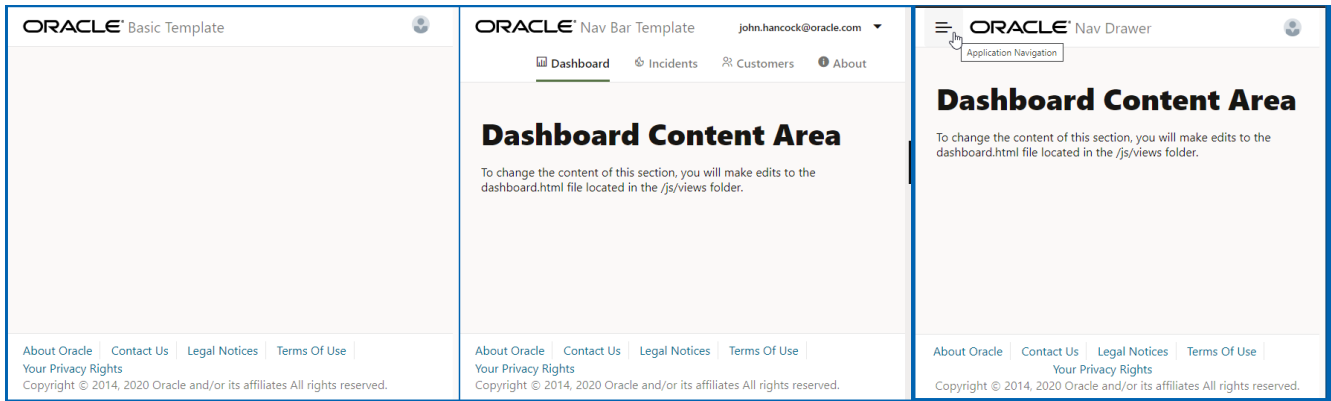 ORACLE® Basic Template
About Oracle Contact Us Legal Notices Terms Of Use
Your Privacy Rights
Copyright © 2014, 2020 Oracle and/or its affiliates All rights reserved.
ORACLE® Nav Bar Template john.hancock@oracle.com
Dashboard Incidents Customers About
Dashboard Content Area
To change the content of this section, you will make edits to the
dashboard.html file located in the /js/views folder.
About Oracle Contact Us Legal Notices Terms Of Use
Your Privacy Rights
Copyright © 2014, 2020 Oracle and/or its affiliates All rights reserved.
ORACLE® Nav Drawer
Application Navigation
Dashboard Content Area
To change the content of this section, you will make edits to the
dashboard.html file located in the /js/views folder.
About Oracle Contact Us Legal Notices Terms Of Use
Your Privacy Rights
Copyright © 2014, 2020 Oracle and/or its affiliates All rights reserved.